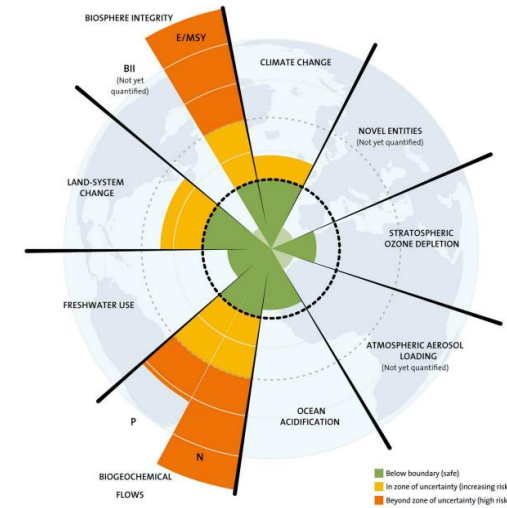 BIOSPHERE INTEGRITY
E/MSY
BII
(Not yet
quantified)
CLIMATE CHANGE
NOVEL ENTITIES
(Not yet quantified)
LAND-SYSTEM
CHANGE
STRATOSPHERIC
OZONE DEPLETION
FRESHWATER USE
ATMOSPHERIC AEROSOL
LOADING
(Not yet quantified)
OCEAN
ACIDIFICATION
P
N
BIOGEOCHEMICAL
FLOWS
Below boundary (safe)
In zone of uncertainty (increasing risk
Beyond zone of uncertainty (high risk